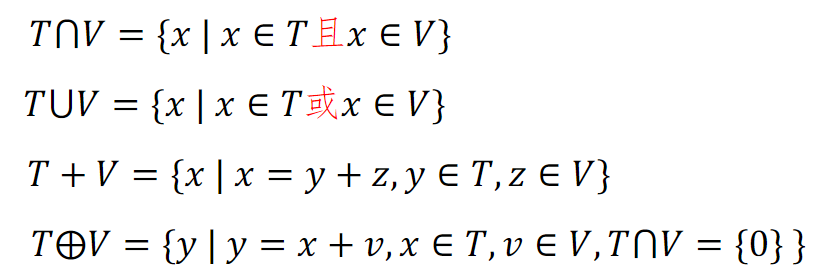 T⋂V = {x | x ∈ T且x ∈ V}
T⋃V = {x | x ∈ T或x ∈ V}
T + V = {x | x = y + z, y ∈ T, z ∈ V}
T⨁V = {y | y = x + v, x ∈ T, v ∈ V, T⋂V = {0} }